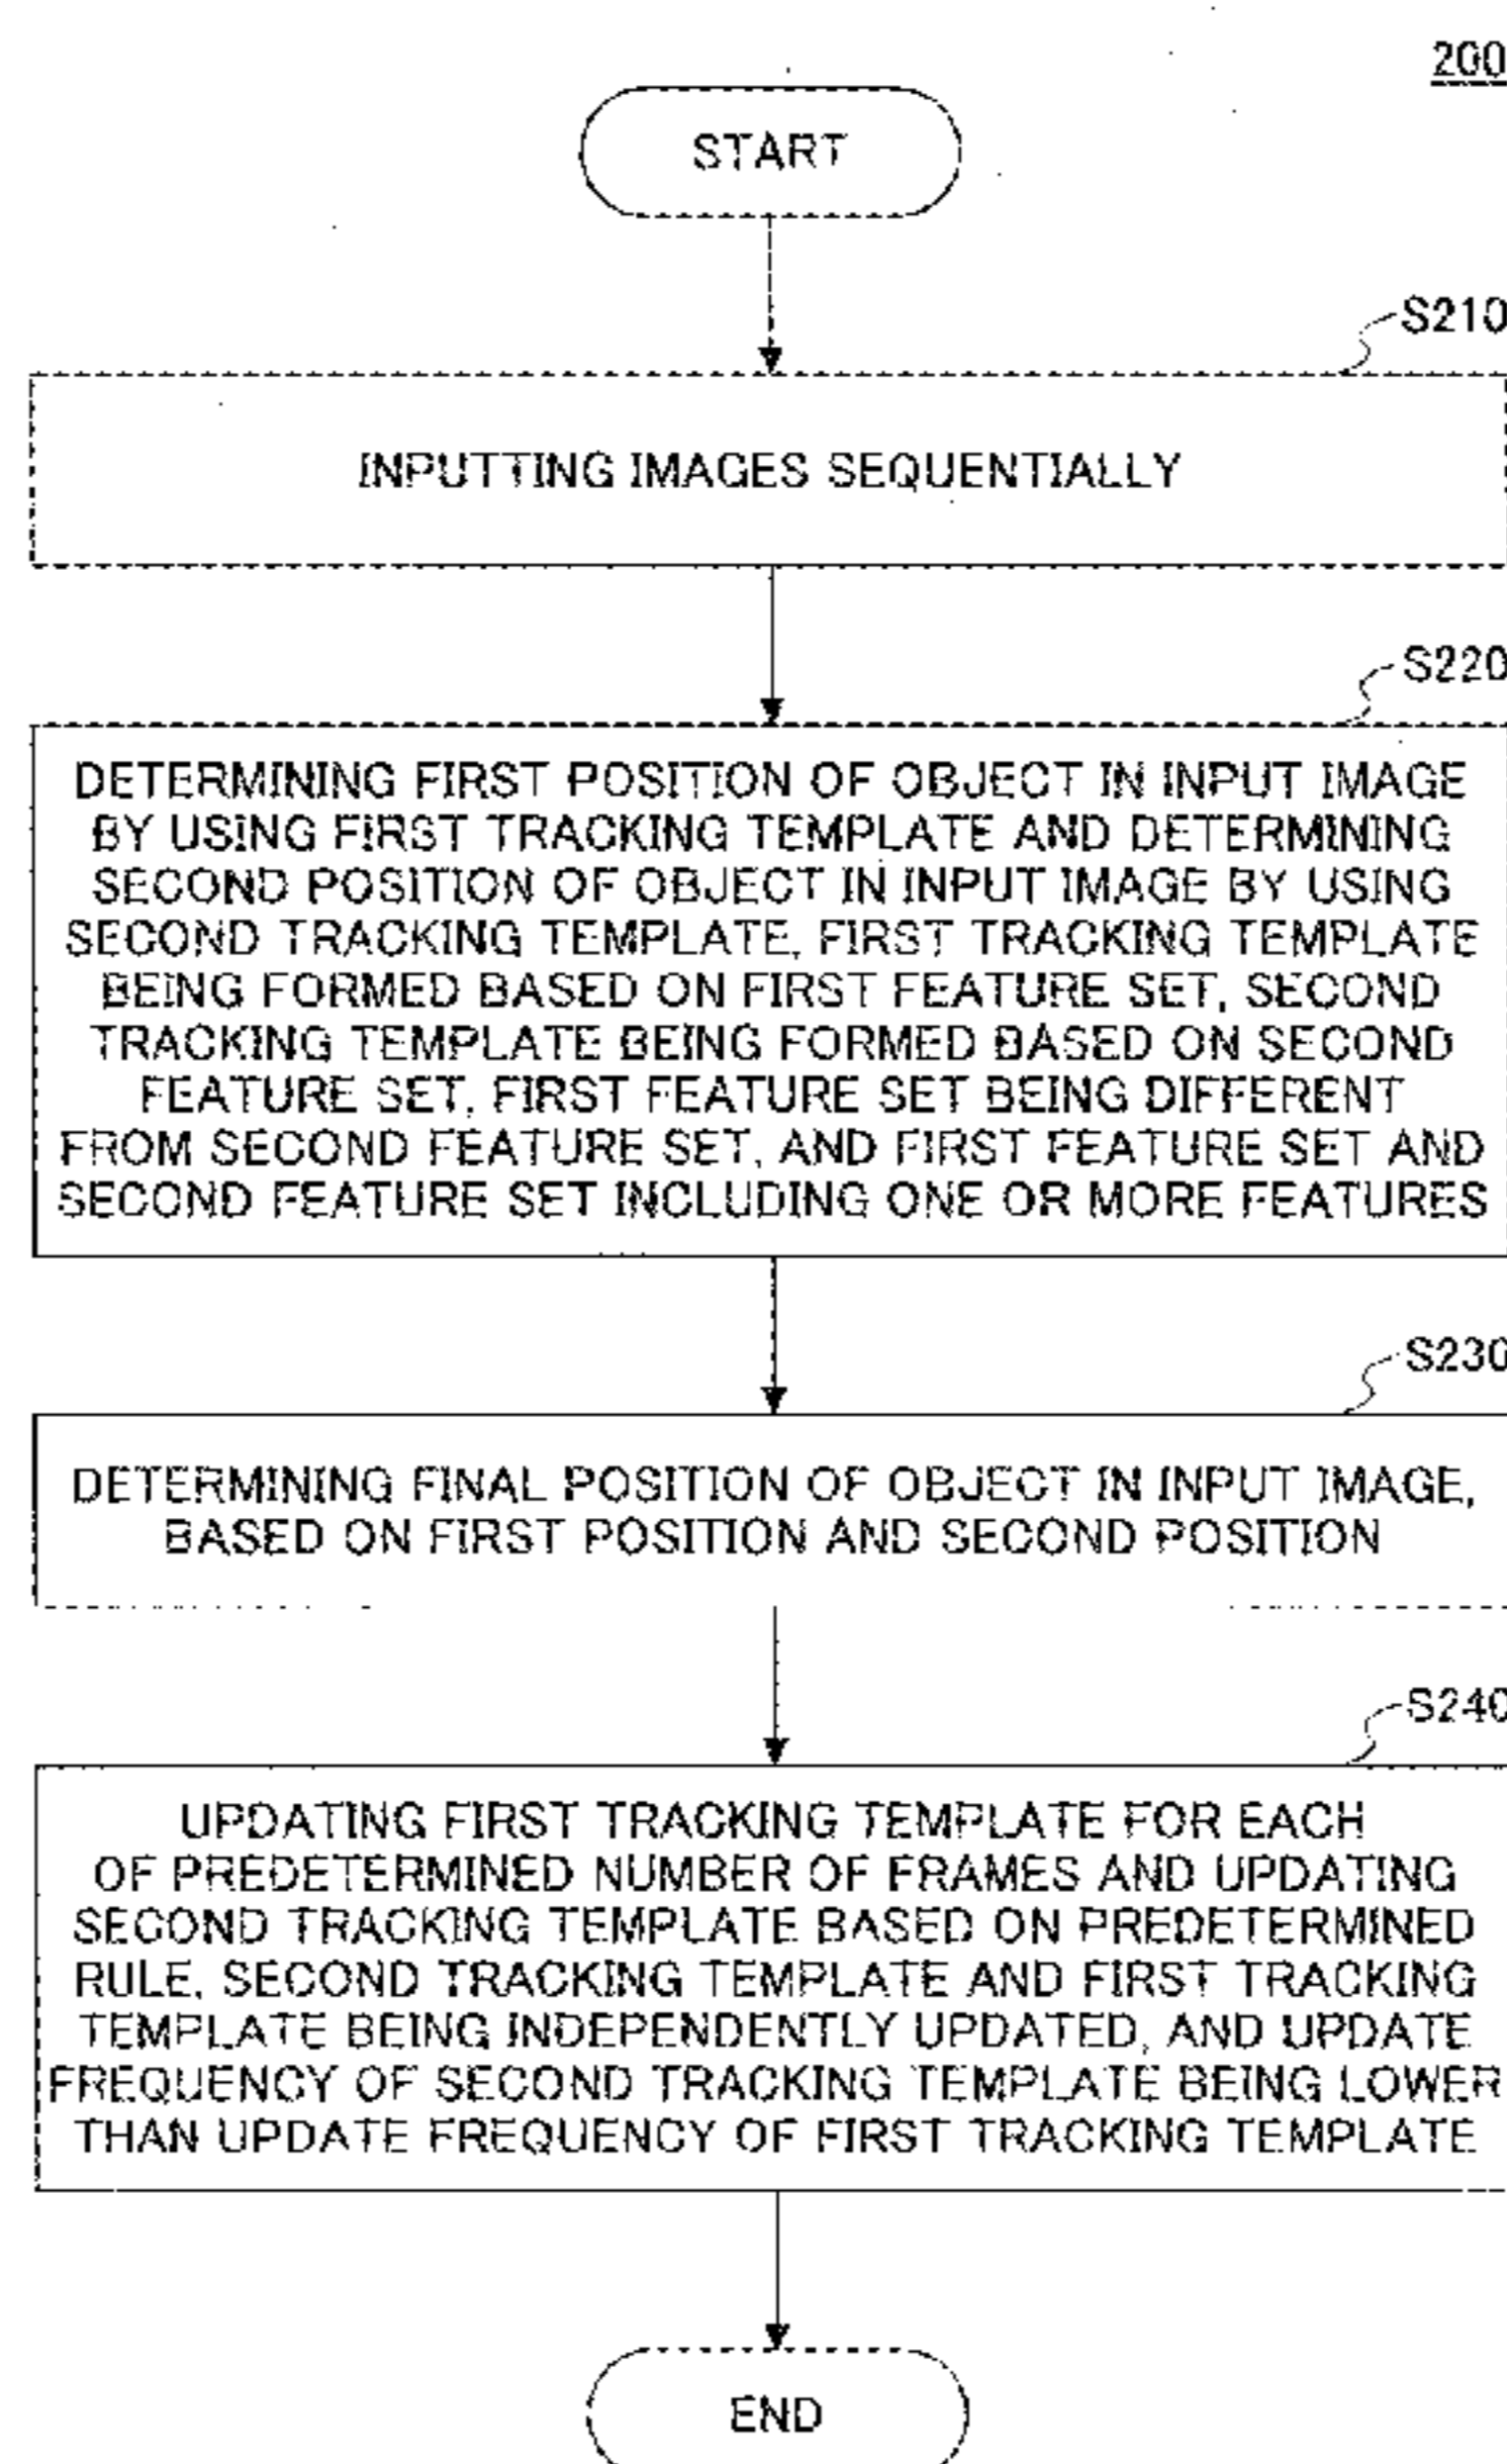 200
START
S210
INPUTTING IMAGES SEQUENTIALLY
S220
DETERMINING FIRST POSITION OF OBJECT IN INPUT IMAGE
BY USING FIRST TRACKING TEMPLATE AND DETERMINING
SECOND POSITION OF OBJECT IN INPUT IMAGE BY USING
SECOND TRACKING TEMPLATE, FIRST TRACKING TEMPLATE
BEING FORMED BASED ON FIRST FEATURE SET, SECOND
TRACKING TEMPLATE BEING FORMED BASED ON SECOND
FEATURE SET, FIRST FEATURE SET BEING DIFFERENT
FROM SECOND FEATURE SET, AND FIRST FEATURE SET AND
SECOND FEATURE SET INCLUDING ONE OR MORE FEATURES
S230
DETERMINING FINAL POSITION OF OBJECT IN INPUT IMAGE,
BASED ON FIRST POSITION AND SECOND POSITION
S240
UPDATING FIRST TRACKING TEMPLATE FOR EACH
OF PREDETERMINED NUMBER OF FRAMES AND UPDATING
SECOND TRACKING TEMPLATE BASED ON PREDETERMINED
RULE, SECOND TRACKING TEMPLATE AND FIRST TRACKING
TEMPLATE BEING INDEPENDENTLY UPDATED, AND UPDATE
FREQUENCY OF SECOND TRACKING TEMPLATE BEING LOWER
THAN UPDATE FREQUENCY OF FIRST TRACKING TEMPLATE
END